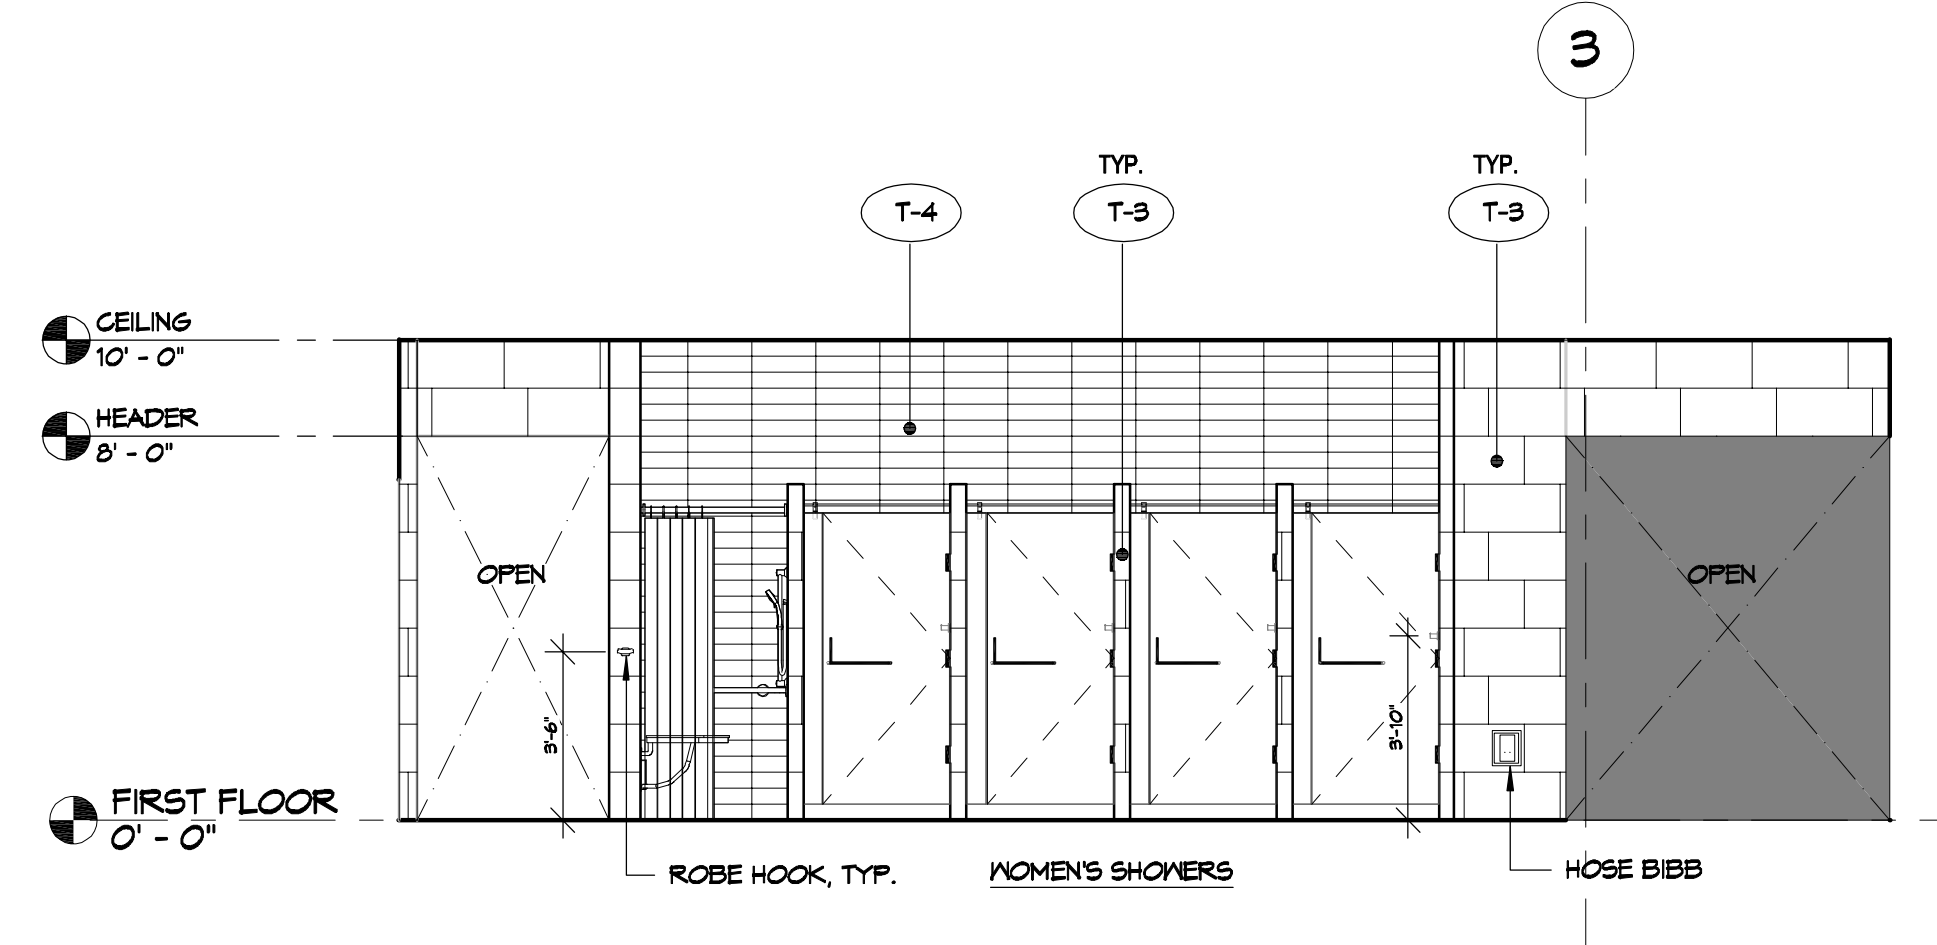 3
TYP.
TYP.
T-4
T-3
T-3
CEILING
10' - 0"
HEADER
8' - 0"
OPEN
OPEN
3'-6"
3'-10"
FIRST FLOOR
0' - 0"
ROBE HOOK, TYP.
WOMEN'S SHOWERS
HOSE BIBB